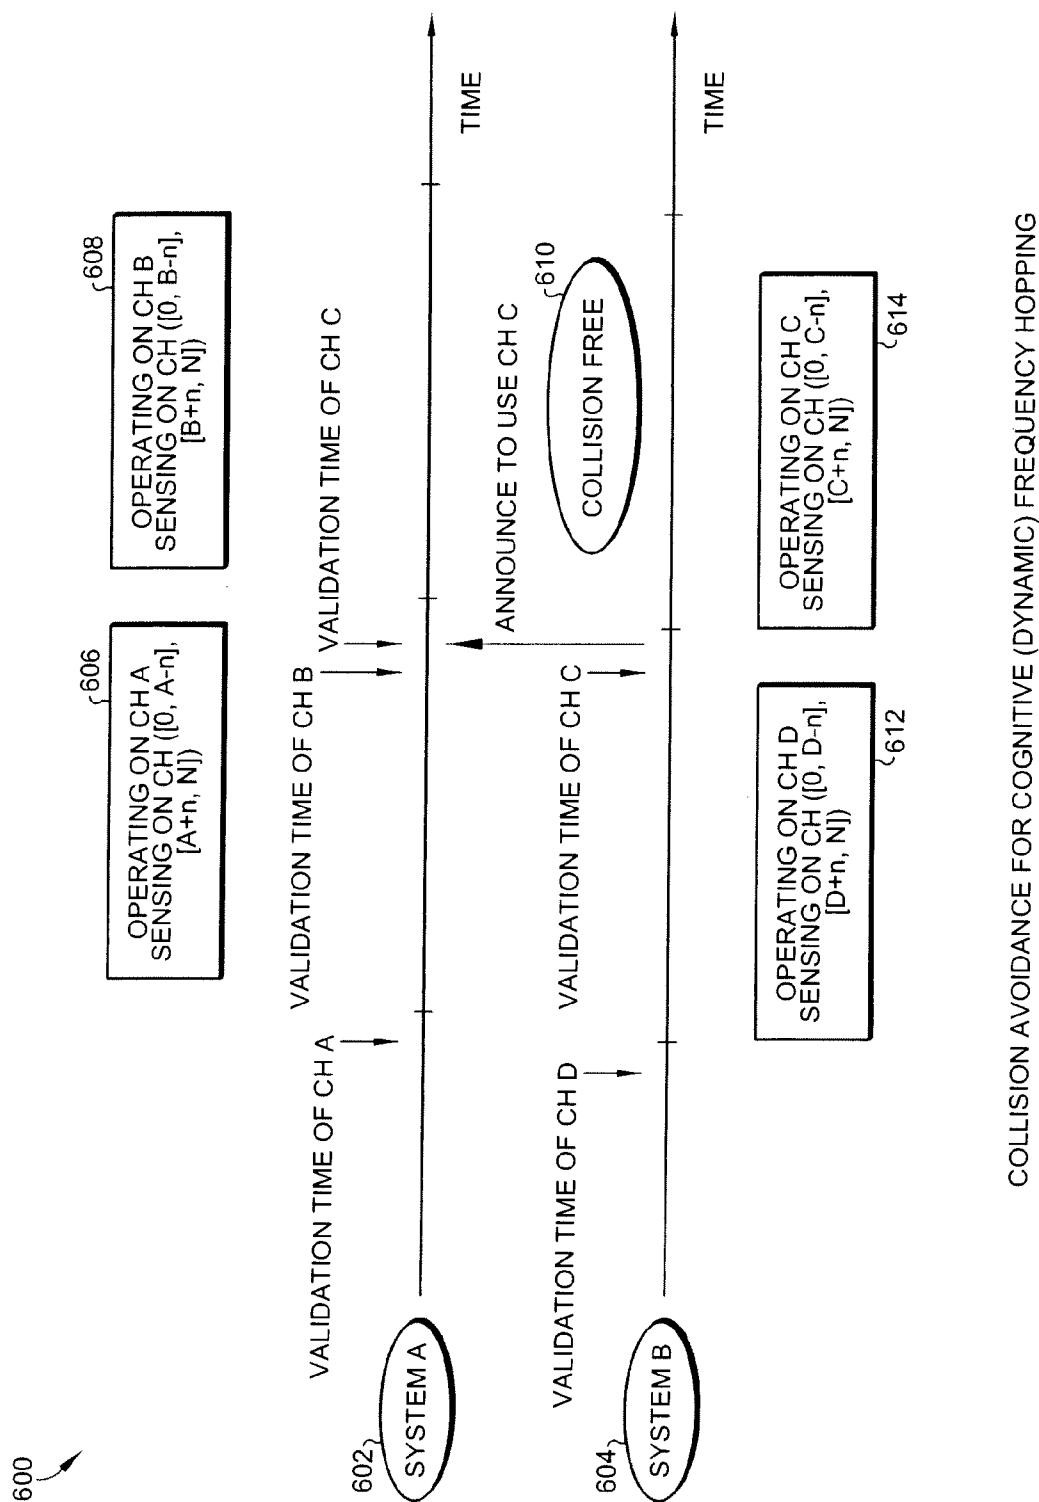 600
608
OPERATING ON CH B
SENSING ON CH ([0, B-n],
[B+n, N])
606
OPERATING ON CH A
SENSING ON CH ([0, A-n],
[A+n, N])
VALIDATION TIME OF CH A
VALIDATION TIME OF CH B
VALIDATION TIME OF CH C
602
SYSTEM A
TIME
ANNOUNCE TO USE CH C
610
COLLISION FREE
VALIDATION TIME OF CH D
VALIDATION TIME OF CH C
604
SYSTEM B
TIME
OPERATING ON CH D
SENSING ON CH ([0, D-n],
[D+n, N])
612
OPERATING ON CH C
SENSING ON CH ([0, C-n],
[C+n, N])
614
COLLISION AVOIDANCE FOR COGNITIVE (DYNAMIC) FREQUENCY HOPPING